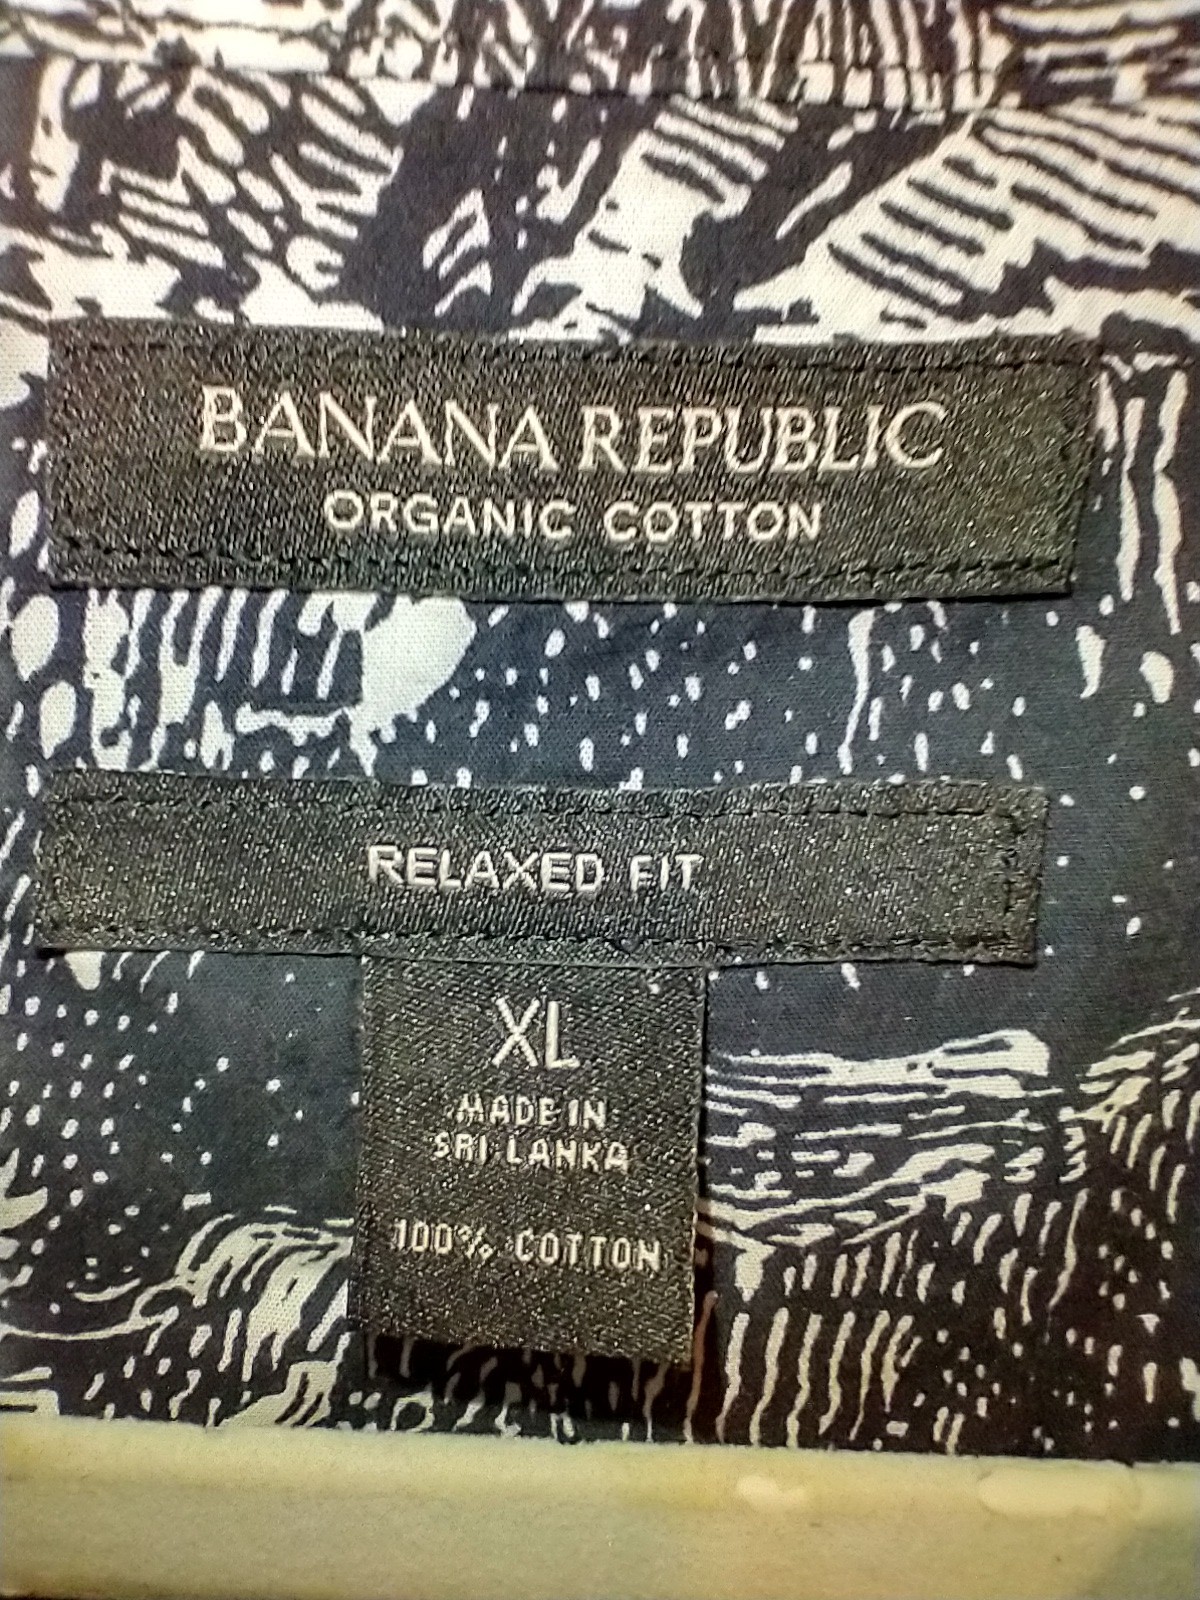 BANANA REPUBLIC
ORGANIC COTTON
RELAXED FIT
XL
MADE IN
SRI LANKA
100% COTTON